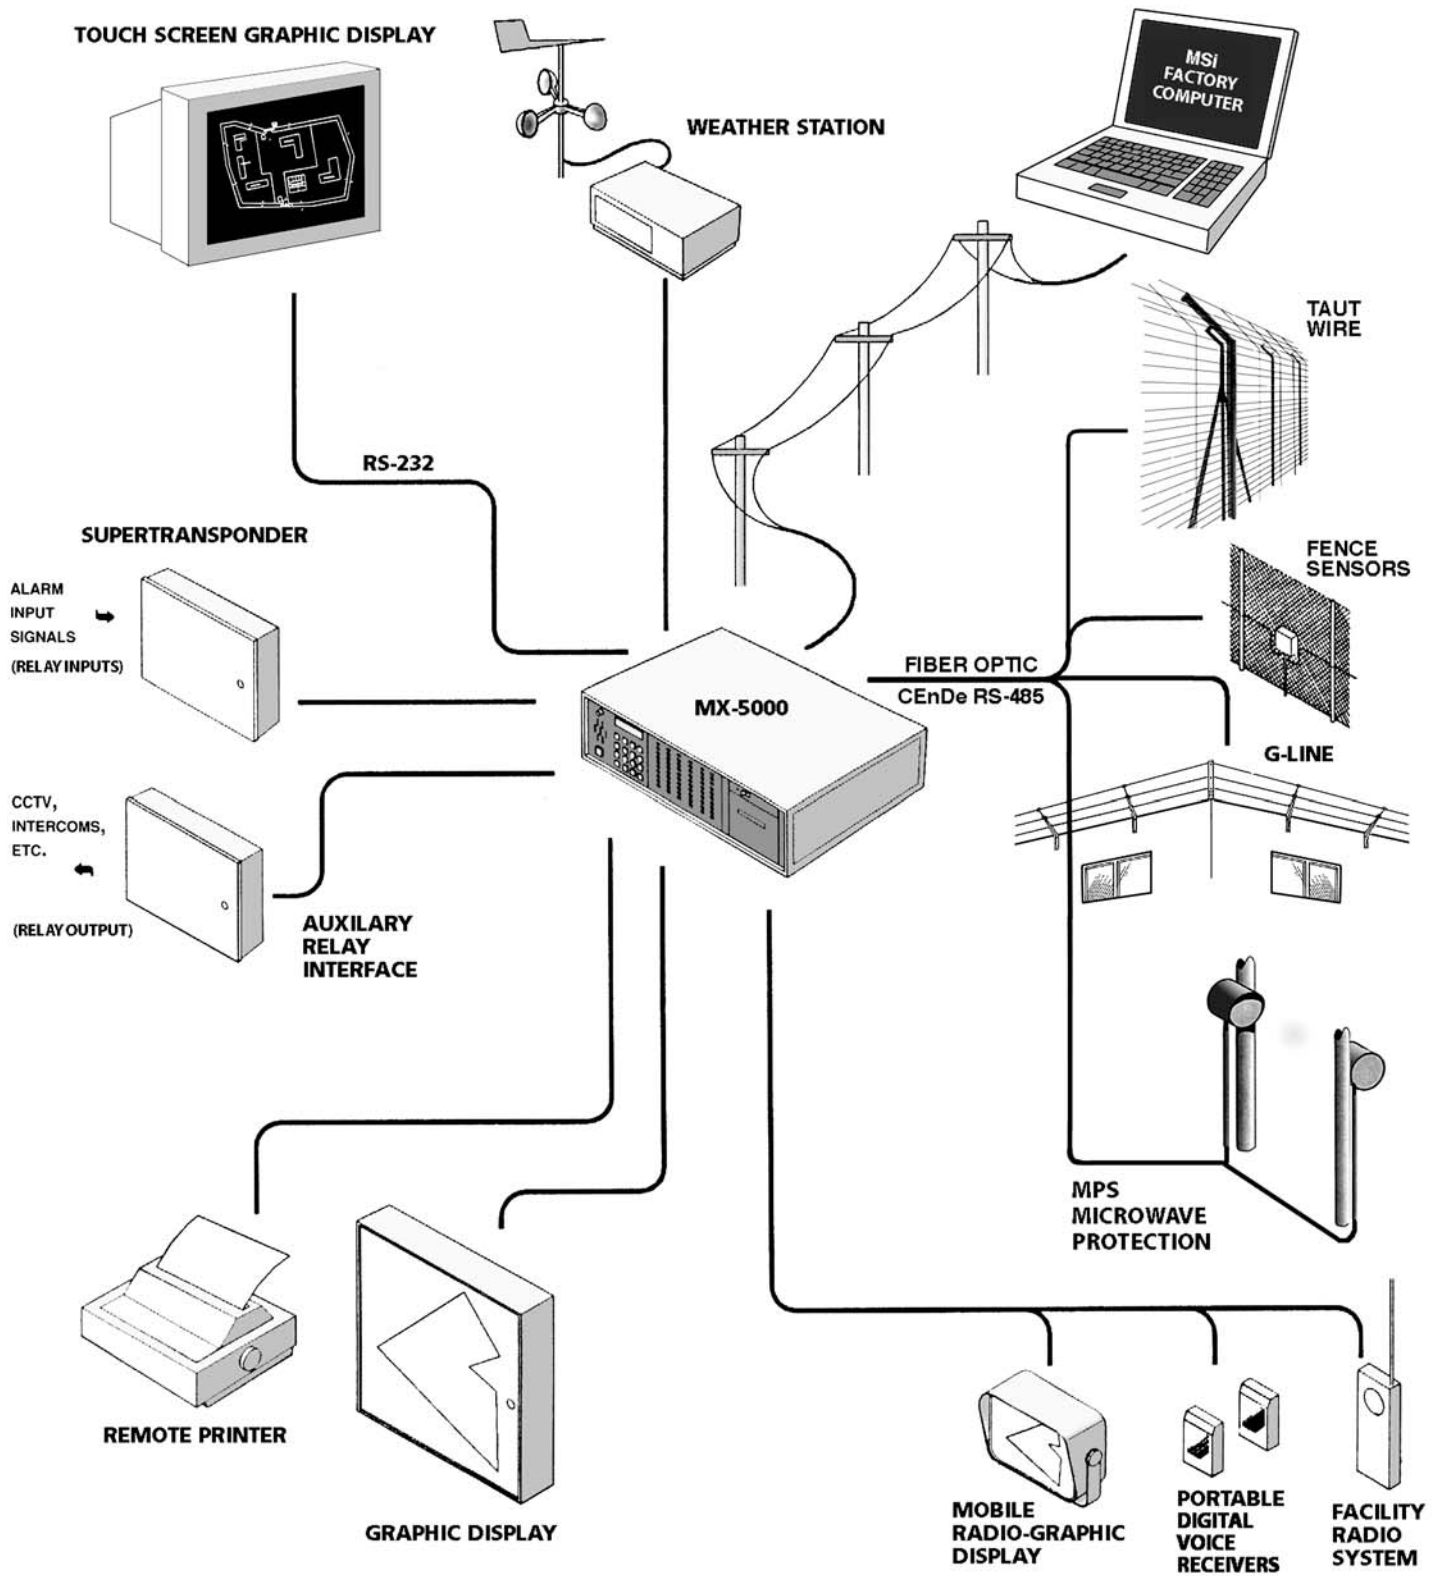 TOUCH SCREEN GRAPHIC DISPLAY
WEATHER STATION
MSi
FACTORY
COMPUTER
TAUT
WIRE
RS-232
SUPERTRANSPONDER
ALARM
INPUT
SIGNALS
(RELAY INPUTS)
FENCE
SENSORS
FIBER OPTIC
CEnDe RS-485
MX-5000
G-LINE
CCTV,
INTERCOMS,
ETC.
(RELAY OUTPUT)
AUXILARY
RELAY
INTERFACE
MPS
MICROWAVE
PROTECTION
REMOTE PRINTER
GRAPHIC DISPLAY
MOBILE
RADIO-GRAPHIC
DISPLAY
PORTABLE
DIGITAL
VOICE
RECEIVERS
FACILITY
RADIO
SYSTEM